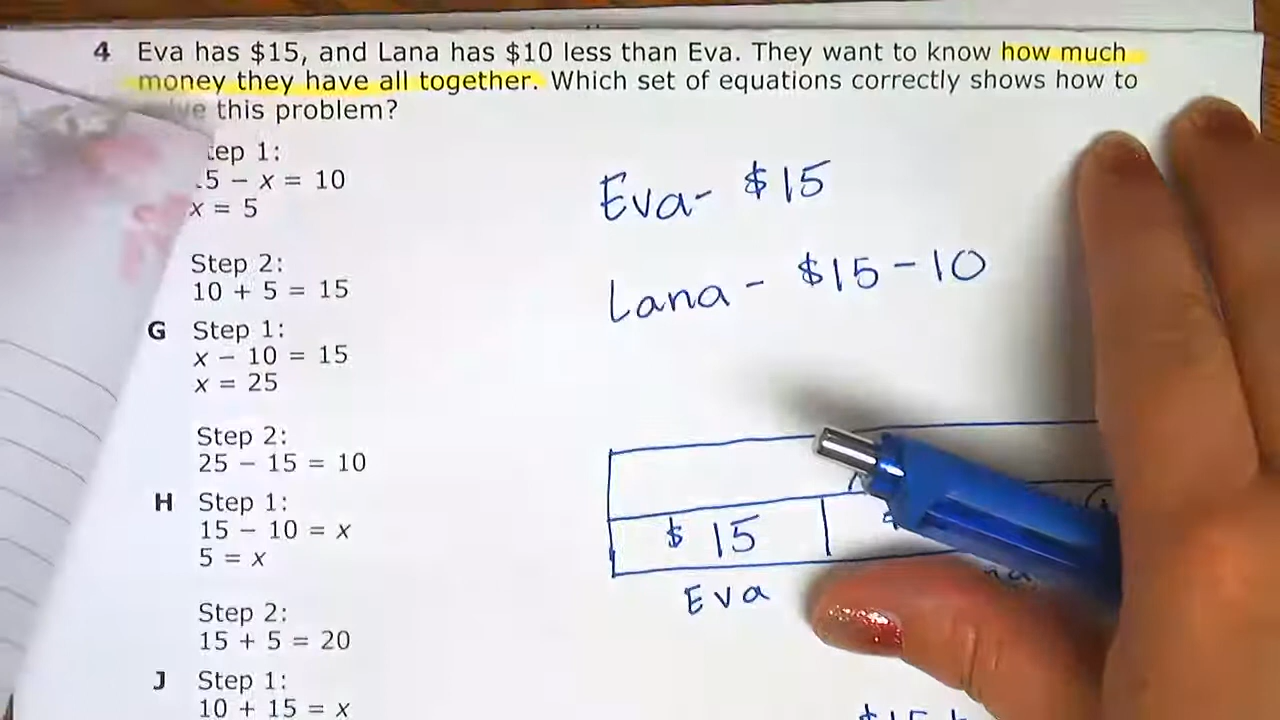 4 Eva has $15, and Lana has $10 less than Eva. They want to know how much
money they have all together. Which set of equations correctly shows how to
this problem?
1:
x = 10
x = 5
Step 2:
10 + 5 = 15
G Step 1:
x − 10 = 15
x = 25
Step 2:
25 − 15 = 10
H Step 1:
15 − 10 = x
5 = x
Step 2:
15 + 5 = 20
J Step 1:
10 + 15 = x
Eva- $15
Lana - $15-10
$ 15
Eva